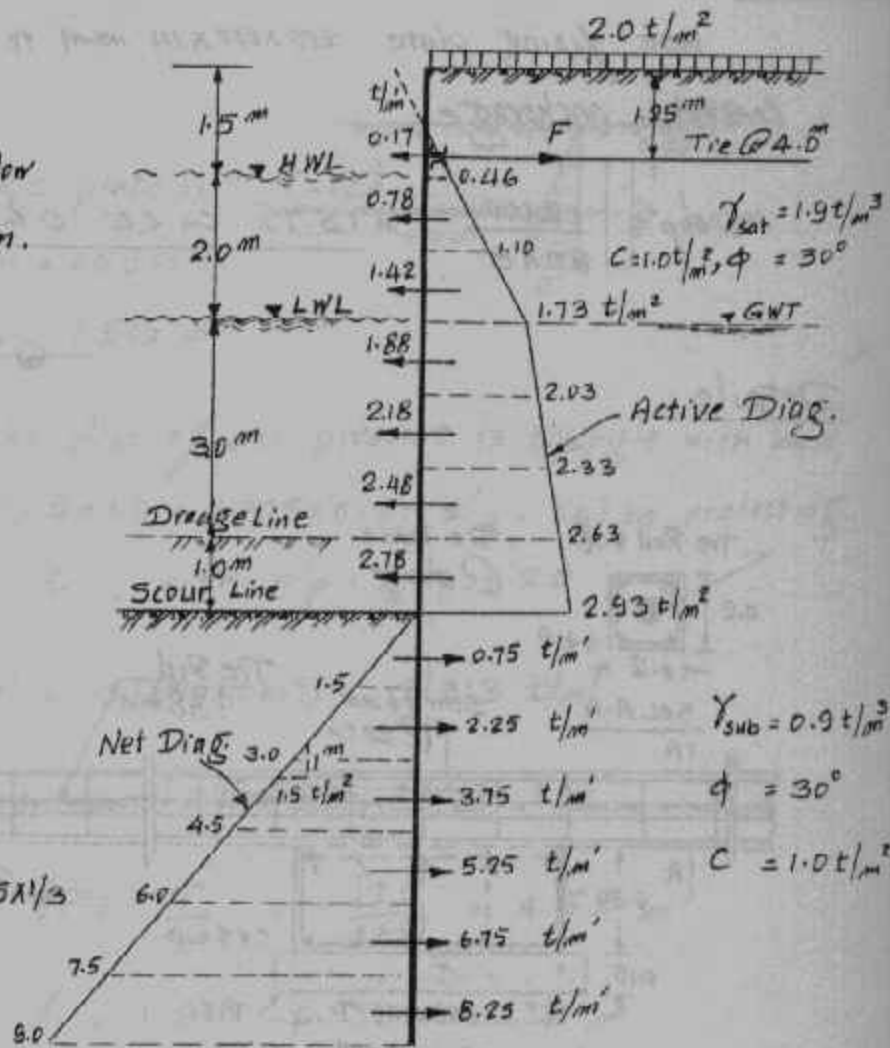 2.0 t/m²
1.5 m
t/m'
1.25 m
low
HWL
0.17
F
Tie @ 4.0 m
0.46
m.
0.78
γsat = 1.9 t/m³
2.0 m
1.10
C=1.0 t/m², φ = 30°
1.42
LWL
1.73 t/m²
GWT
1.88
2.03
Active Diag.
3.0 m
2.18
2.33
2.48
Dredge Line
2.63
1.0 m
2.78
Scour Line
2.93 t/m²
0.75 t/m'
1.5
2.25 t/m'
γsub = 0.9 t/m³
Net Diag.
3.0
1 m
1.5 t/m²
3.75 t/m'
φ = 30°
4.5
5.25 t/m'
C = 1.0 t/m²
5x1/3
6.0
6.75 t/m'
7.5
8.25 t/m'
9.0